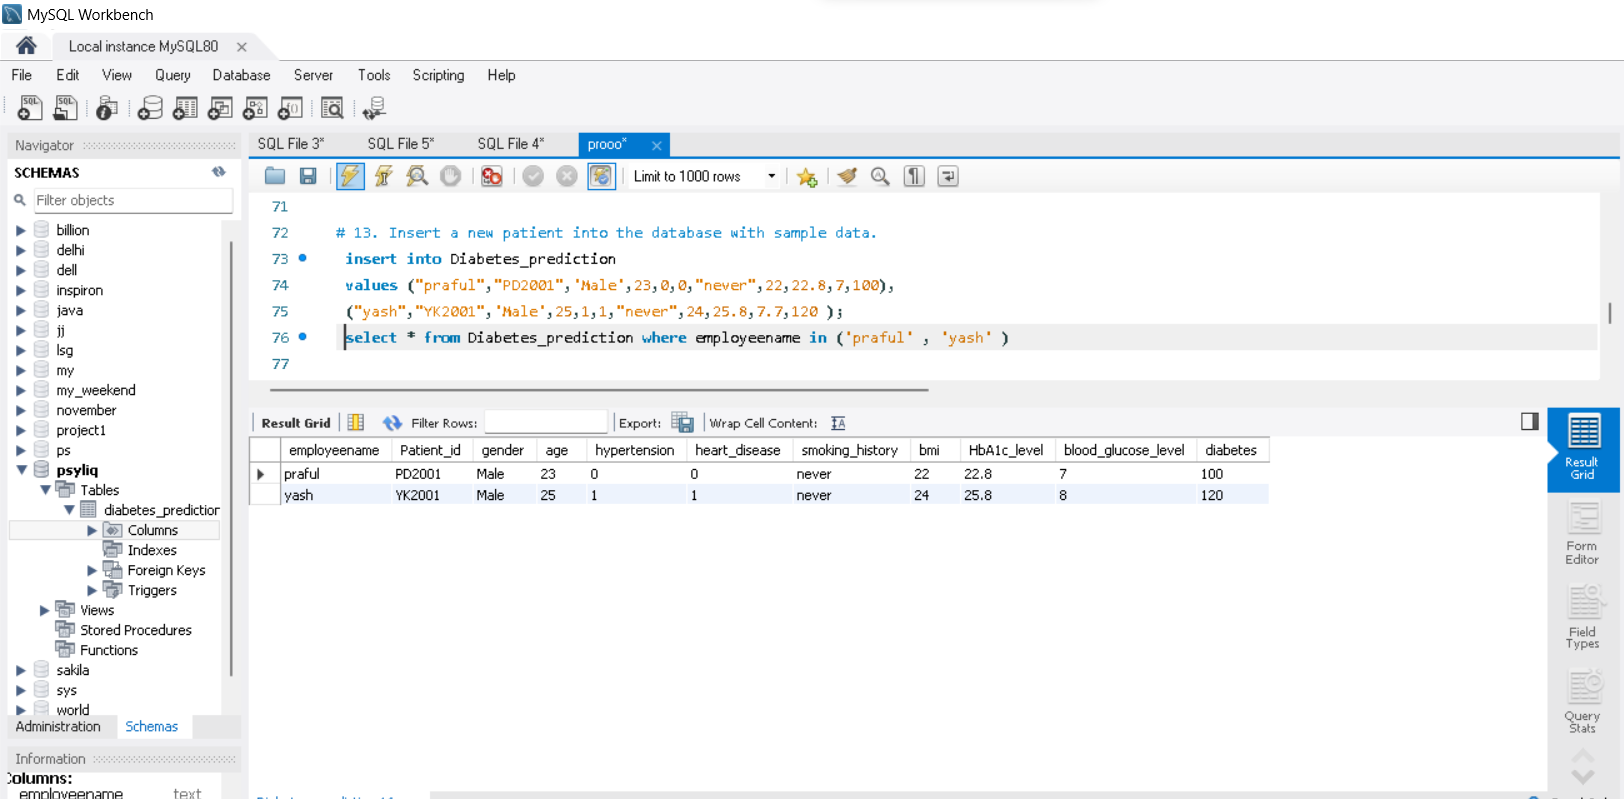 MySQL Workbench
Local instance MySQL80
File Edit View Query Database Server Tools Scripting Help
Navigator
SCHEMAS
Filter objects
billion
delhi
dell
inspiron
java
jj
lsg
my
my_weekend
november
project1
ps
psyliq
Tables
diabetes_prediction
Columns
Indexes
Foreign Keys
Triggers
Views
Stored Procedures
Functions
sakila
sys
world
Administration Schemas
Information
Columns:
employeename text
SQL File 3* SQL File 5* SQL File 4* prooo*
Limit to 1000 rows
71
72 # 13. Insert a new patient into the database with sample data.
73 insert into Diabetes_prediction
74 values ("praful","PD2001",'Male',23,0,0,"never",22,22.8,7,100),
75 ("yash","YK2001",'Male',25,1,1,"never",24,25.8,7.7,120 );
76 select * from Diabetes_prediction where employeename in ('praful' , 'yash' )
77
Result Grid Filter Rows: Export: Wrap Cell Content:
employeename Patient_id gender age hypertension heart_disease smoking_history bmi HbA1c_level blood_glucose_level diabetes
praful PD2001 Male 23 0 0 never 22 22.8 7 100
yash YK2001 Male 25 1 1 never 24 25.8 8 120
Result
Grid
Form
Editor
Field
Types
Query
Stats